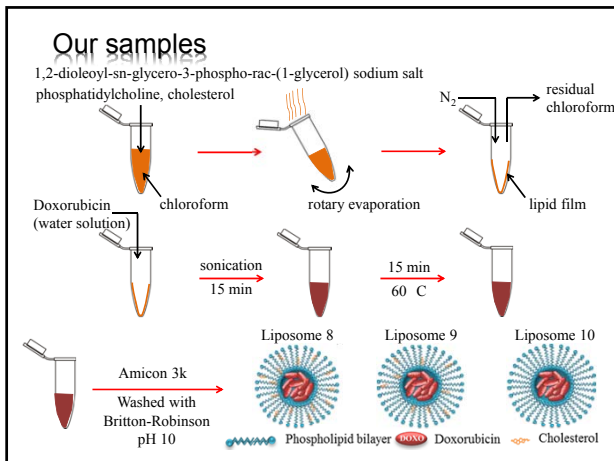 Our samples
1,2-dioleoyl-sn-glycero-3-phospho-rac-(1-glycerol) sodium salt
phosphatidylcholine, cholesterol
N2
residual
chloroform
chloroform
rotary evaporation
lipid film
Doxorubicin
(water solution)
sonication
15 min
15 min
60 C
Amicon 3k
Washed with
Britton-Robinson
pH 10
Liposome 8
Liposome 9
Liposome 10
Phospholipid bilayer
DOXO
Doxorubicin
Cholesterol